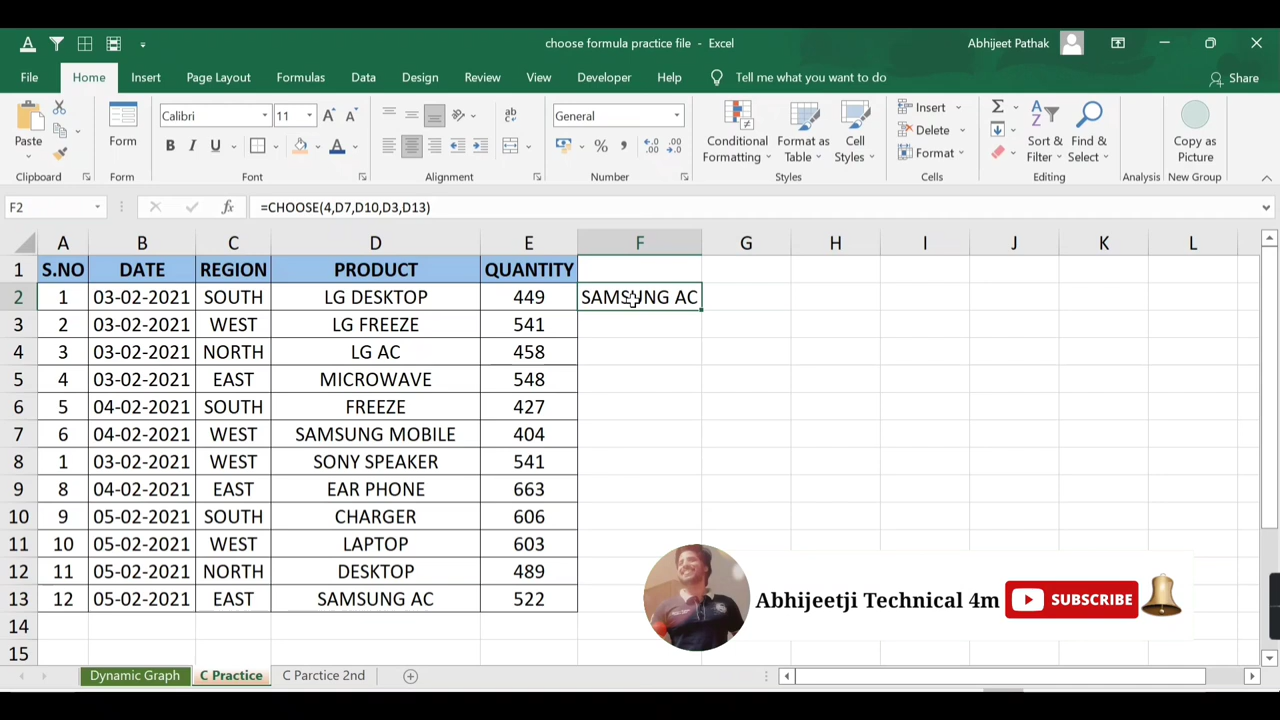 choose formula practice file - Excel
Abhijeet Pathak
File Home Insert Page Layout Formulas Data Design Review View Developer Help Tell me what you want to do Share
Paste
Clipboard
Form
Form
Calibri 11 A A
B I U A
Font
ab
Alignment
General
% , .00
Number
Conditional Formatting
Format as Table
Cell Styles
Styles
Insert
Delete
Format
Cells
Sort & Filter
Find & Select
Editing
Analysis
Copy as Picture
New Group
F2 fx =CHOOSE(4,D7,D10,D3,D13)
A B C D E F G H I J K L
1 S.NO DATE REGION PRODUCT QUANTITY
2 1 03-02-2021 SOUTH LG DESKTOP 449 SAMSUNG AC
3 2 03-02-2021 WEST LG FREEZE 541
4 3 03-02-2021 NORTH LG AC 458
5 4 03-02-2021 EAST MICROWAVE 548
6 5 04-02-2021 SOUTH FREEZE 427
7 6 04-02-2021 WEST SAMSUNG MOBILE 404
8 1 03-02-2021 WEST SONY SPEAKER 541
9 8 04-02-2021 EAST EAR PHONE 663
10 9 05-02-2021 SOUTH CHARGER 606
11 10 05-02-2021 WEST LAPTOP 603
12 11 05-02-2021 NORTH DESKTOP 489
13 12 05-02-2021 EAST SAMSUNG AC 522
14
15
Abhijeetji Technical 4m SUBSCRIBE
Dynamic Graph C Practice C Parctice 2nd